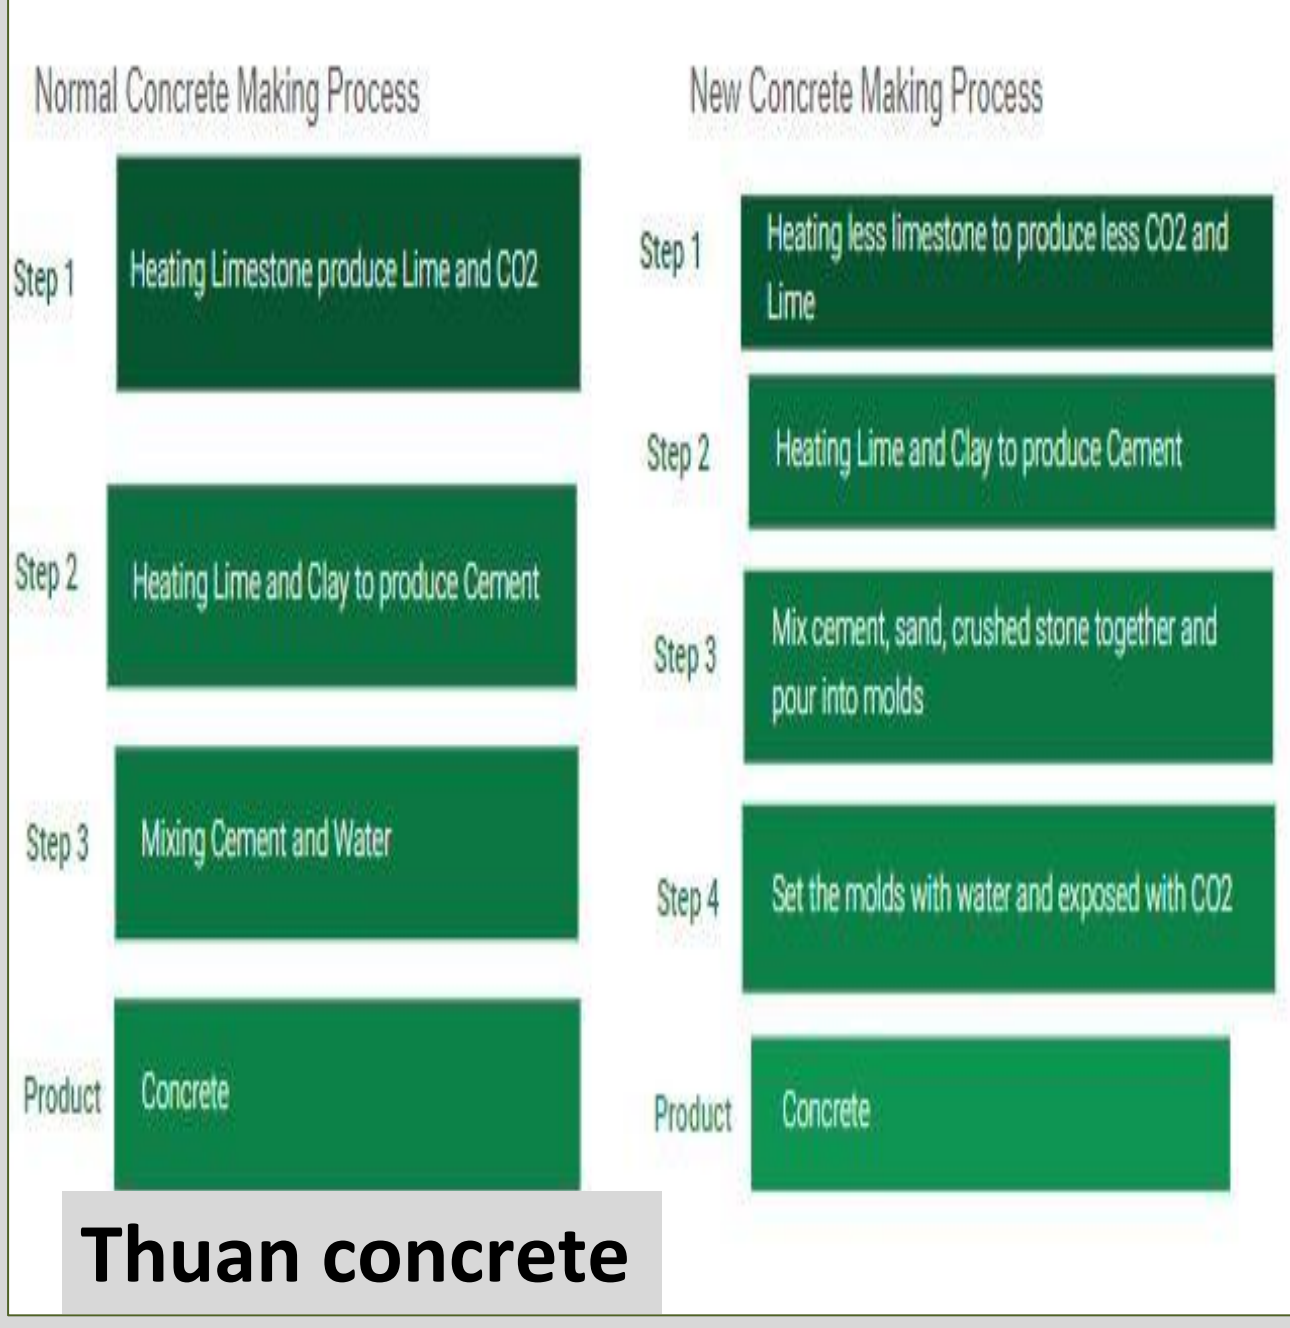 Normal Concrete Making Process
Step 1
Heating Limestone produce Lime and CO2
Step 2
Heating Lime and Clay to produce Cement
Step 3
Mixing Cement and Water
Product
Concrete
New Concrete Making Process
Step 1
Heating less limestone to produce less CO2 and
Lime
Step 2
Heating Lime and Clay to produce Cement
Step 3
Mix cement, sand, crushed stone together and
pour into molds
Step 4
Set the molds with water and exposed with CO2
Product
Concrete
Thuan concrete